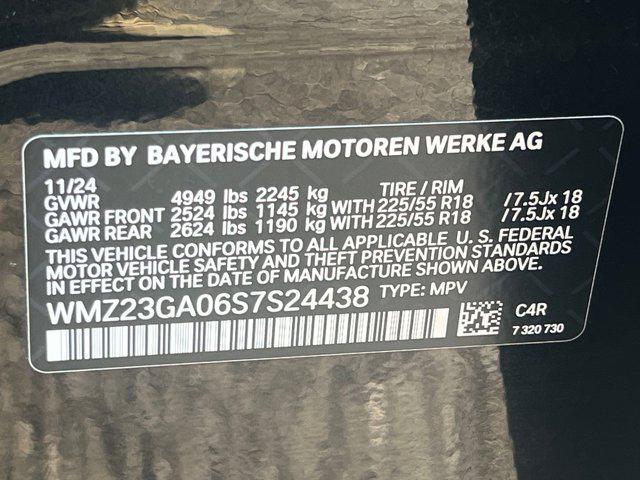 MFD BY BAYERISCHE MOTOREN WERKE AG
11/24 TIRE / RIM
GVWR 4949 lbs 2245 kg
GAWR FRONT 2524 lbs 1145 kg WITH 225/55 R18 /7.5Jx 18
GAWR REAR 2624 lbs 1190 kg WITH 225/55 R18 /7.5Jx 18
THIS VEHICLE CONFORMS TO ALL APPLICABLE U. S. FEDERAL
MOTOR VEHICLE SAFETY AND THEFT PREVENTION STANDARDS
IN EFFECT ON THE DATE OF MANUFACTURE SHOWN ABOVE.
WMZ23GA06S7S24438 TYPE: MPV
C4R
7 320 730